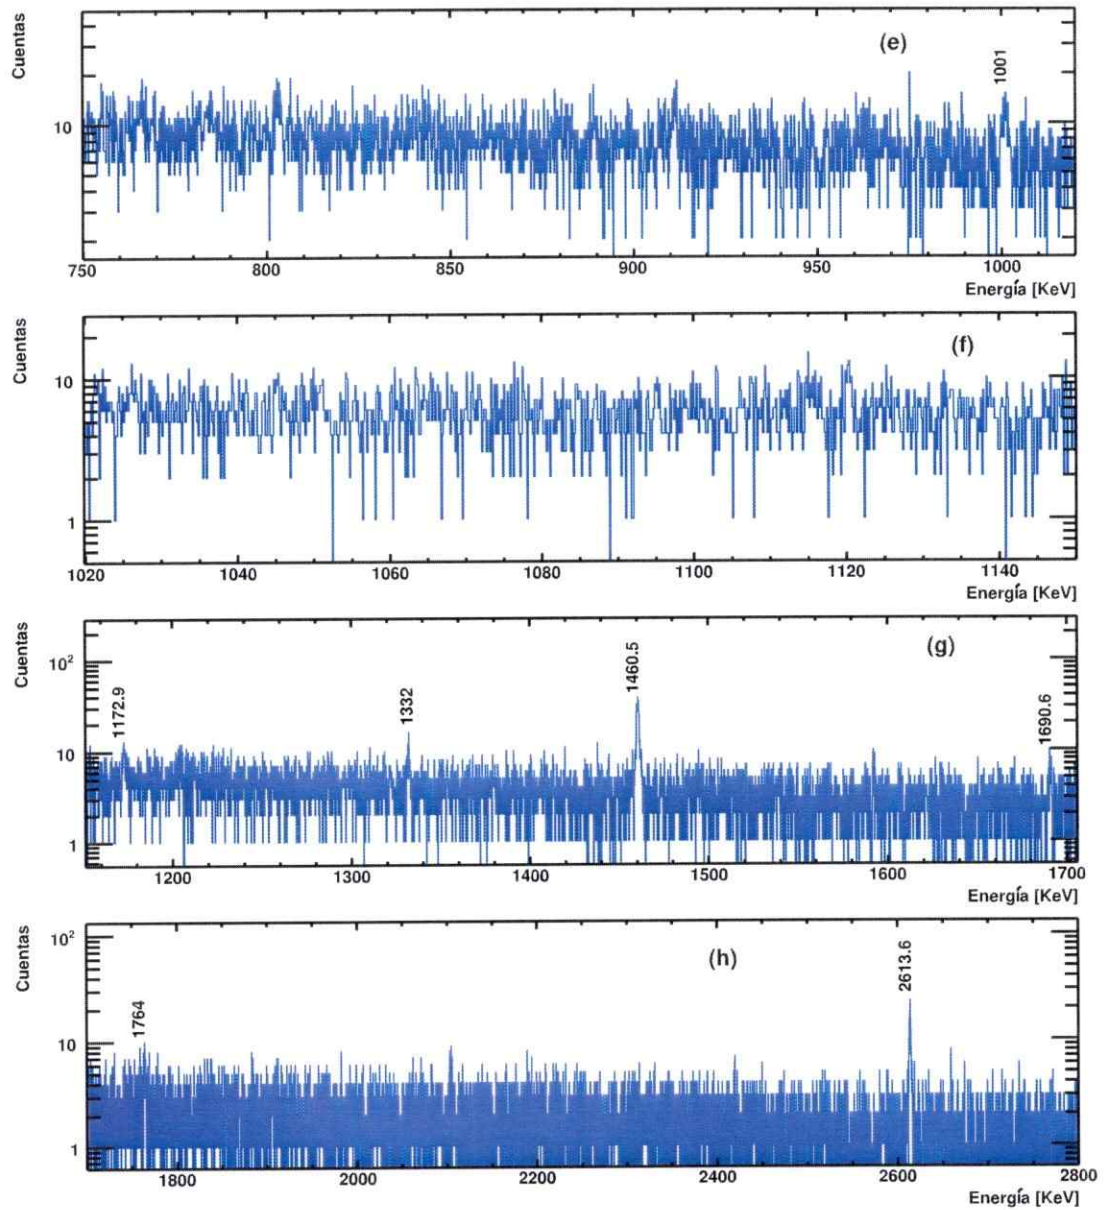 Cuentas
(e)
1001
10
750 800 850 900 950 1000
Energía [KeV]
Cuentas
(f)
10
1
1020 1040 1060 1080 1100 1120 1140
Energía [KeV]
Cuentas
(g)
10²
1172.9 1332 1460.5 1690.6
10
1
1200 1300 1400 1500 1600 1700
Energía [KeV]
Cuentas
10²
(h)
1764 2613.6
10
1
1800 2000 2200 2400 2600 2800
Energía [KeV]